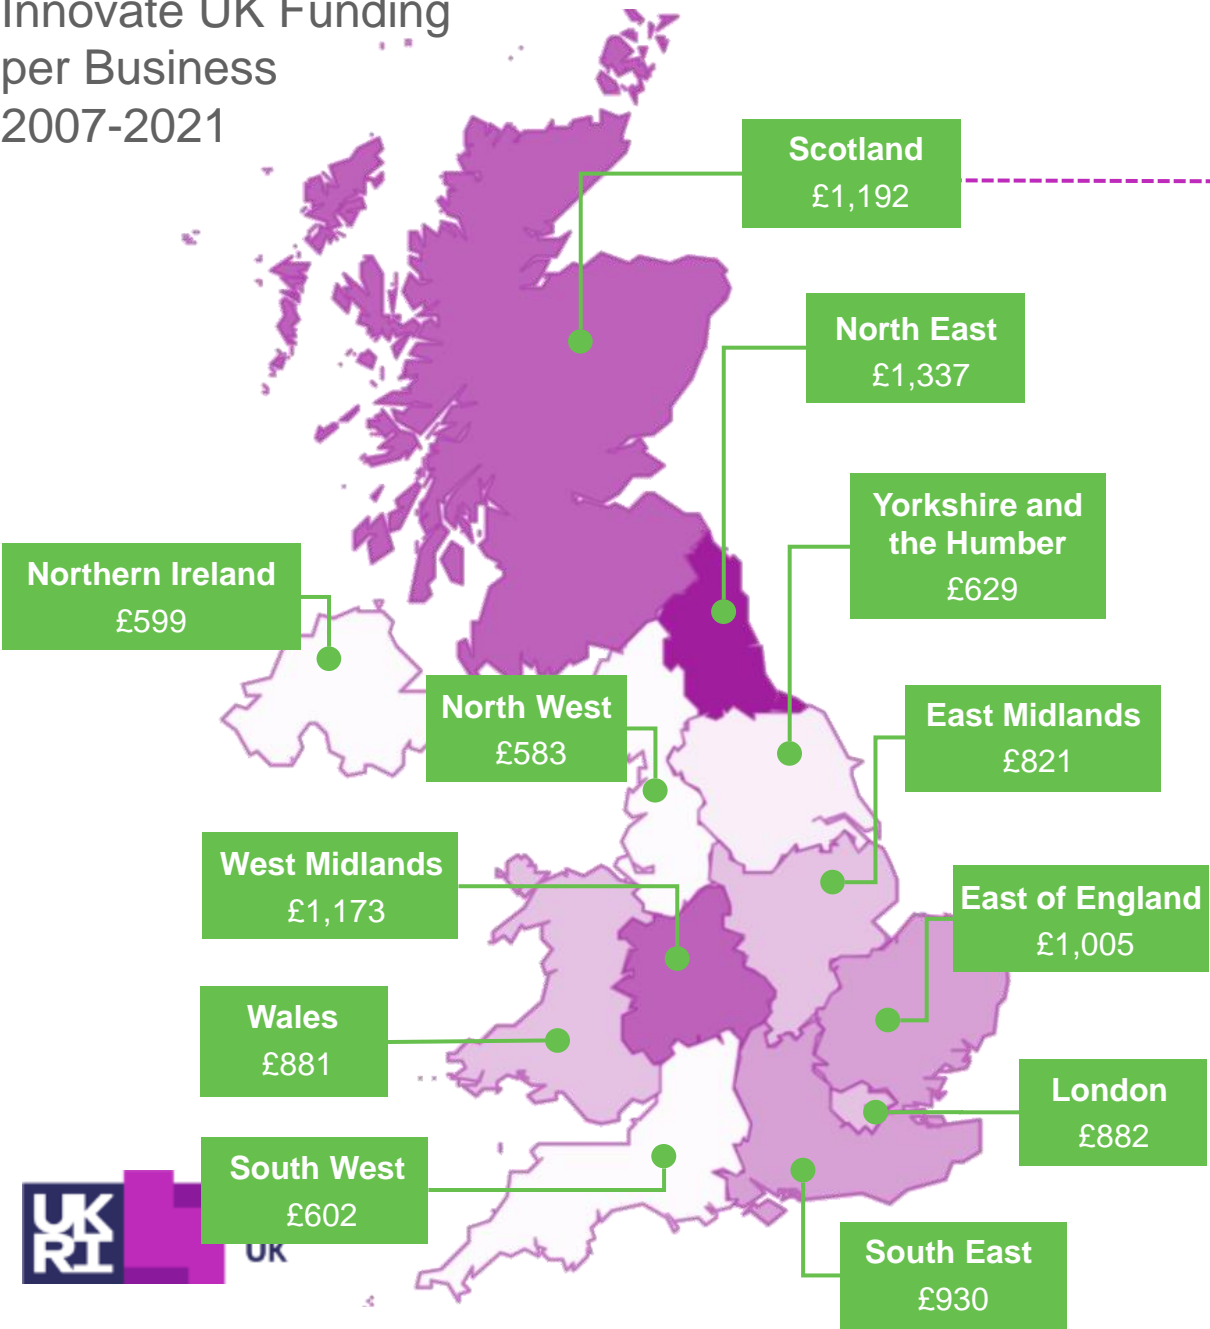 Innovate UK Funding
per Business
2007-2021
Scotland
£1,192
North East
£1,337
Yorkshire and
the Humber
£629
Northern Ireland
£599
North West
£583
East Midlands
£821
West Midlands
£1,173
East of England
£1,005
Wales
£881
London
£882
South West
£602
South East
£930
UK
RI
UK